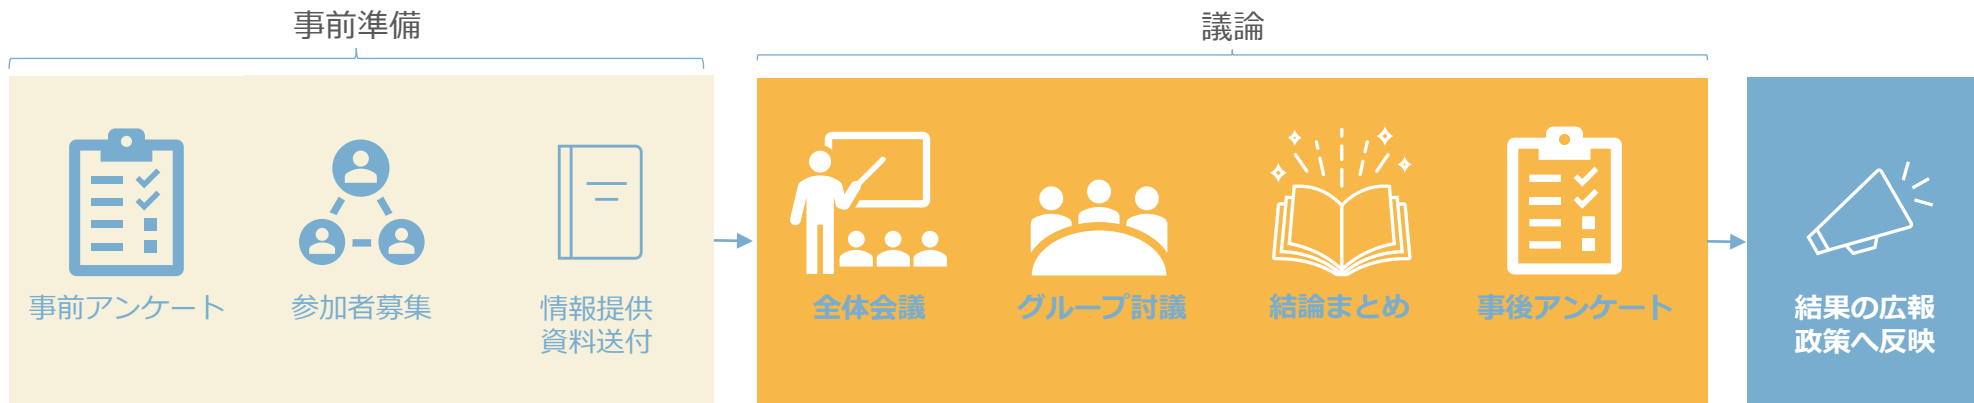 事前準備
議論
事前アンケート
参加者募集
情報提供
資料送付
全体会議
グループ討議
結論まとめ
事後アンケート
結果の広報
政策へ反映